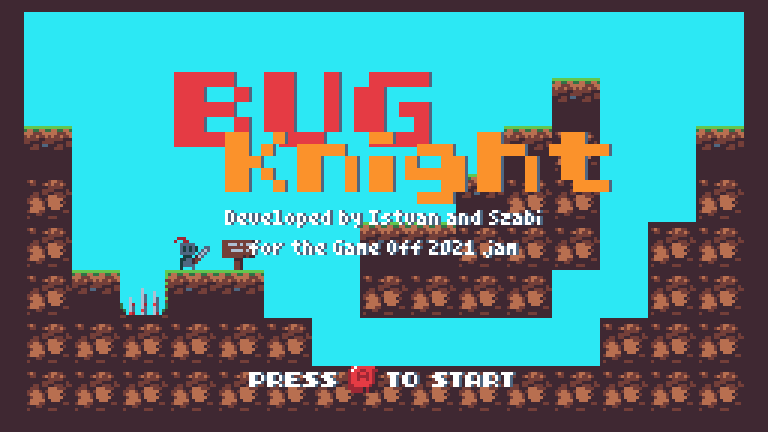 BUG
Knight
Developed by Istvan and Szabi
for the Game Off 2021 jam
PRESS TO START